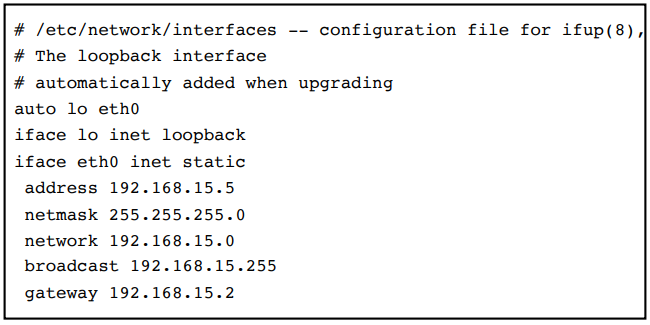 # /etc/network/interfaces -- configuration file for ifup(8),
# The loopback interface
# automatically added when upgrading
auto lo eth0
iface lo inet loopback
iface eth0 inet static
 address 192.168.15.5
 netmask 255.255.255.0
 network 192.168.15.0
 broadcast 192.168.15.255
 gateway 192.168.15.2